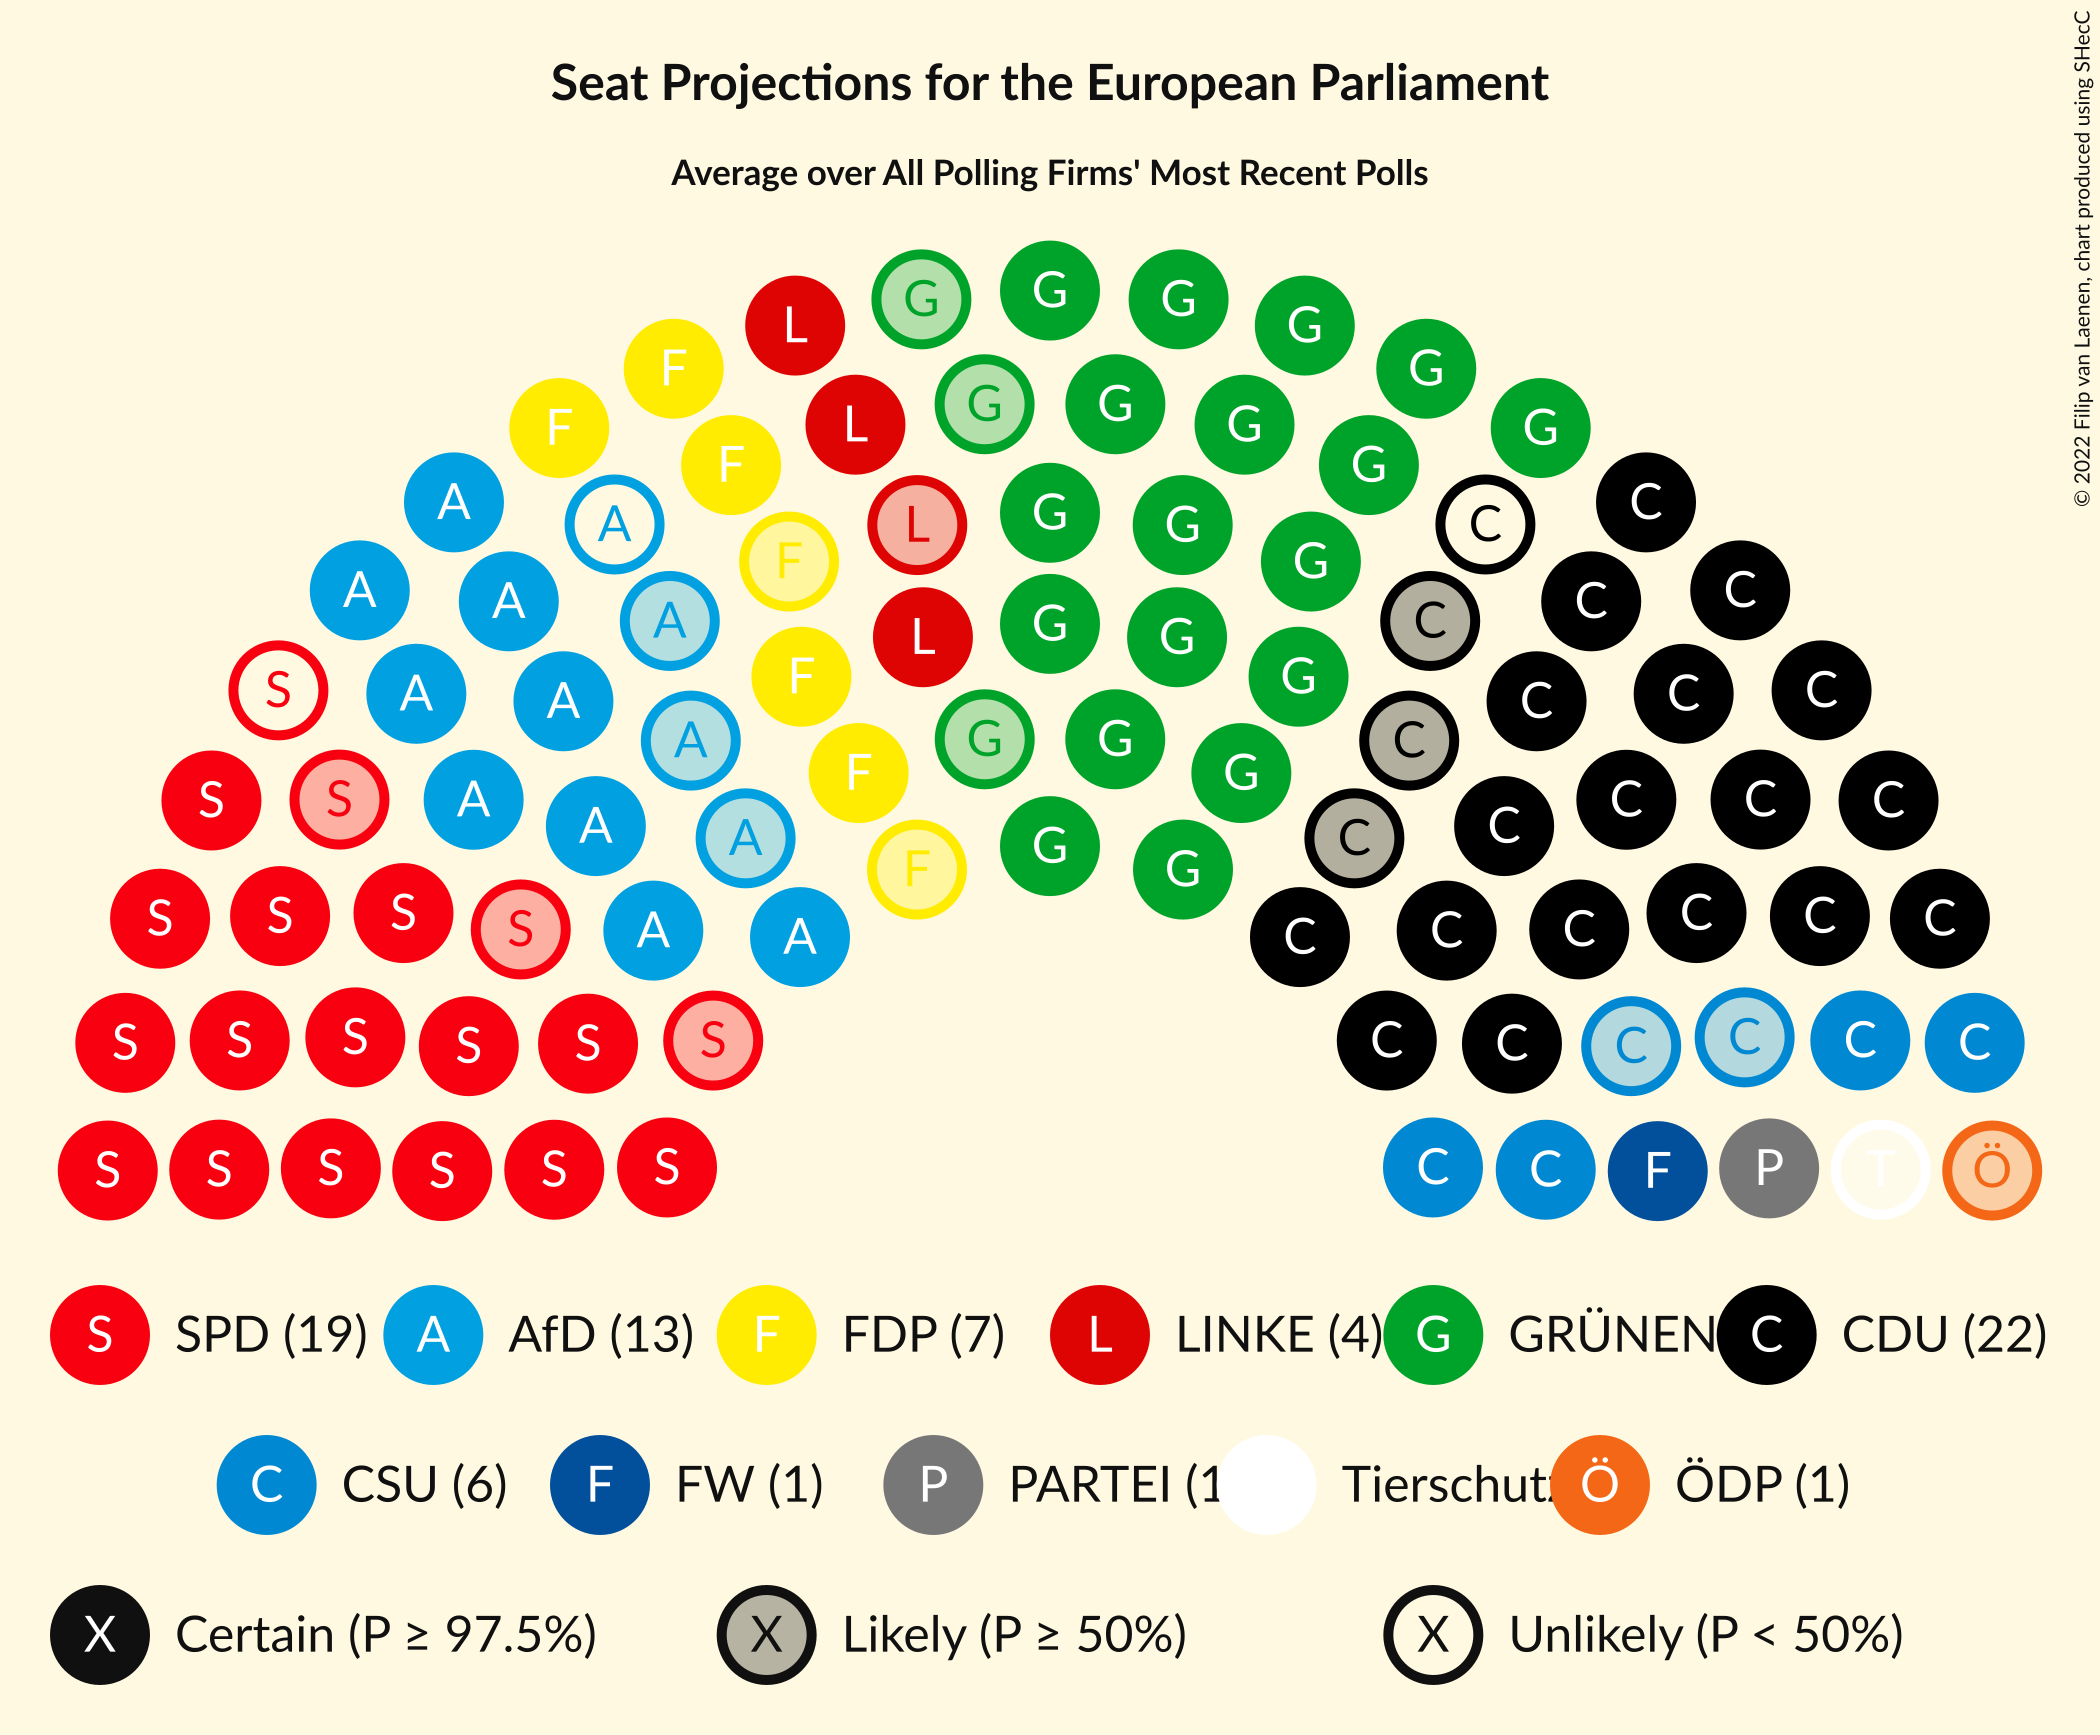 Seat Projections for the European Parliament
Average over All Polling Firms' Most Recent Polls
© 2022 Filip van Laenen, chart produced using SHecC
G G G G
L G
F G G G G
F L G
A F G C
A L G G C C
F G
A A L G G C C
A F G C
S A A A G G G C C C C
S S A A F G C C C C
A C
S S S S A A F G G C C C C C C
S S S S S S C C C C C C
S S S S S S C C F P T Ö
S SPD (19) A AfD (13) F FDP (7) L LINKE (4) G GRÜNEN C CDU (22)
C CSU (6) F FW (1) P PARTEI (1 Tierschutz Ö ÖDP (1)
X Certain (P ≥ 97.5%) X Likely (P ≥ 50%) X Unlikely (P < 50%)